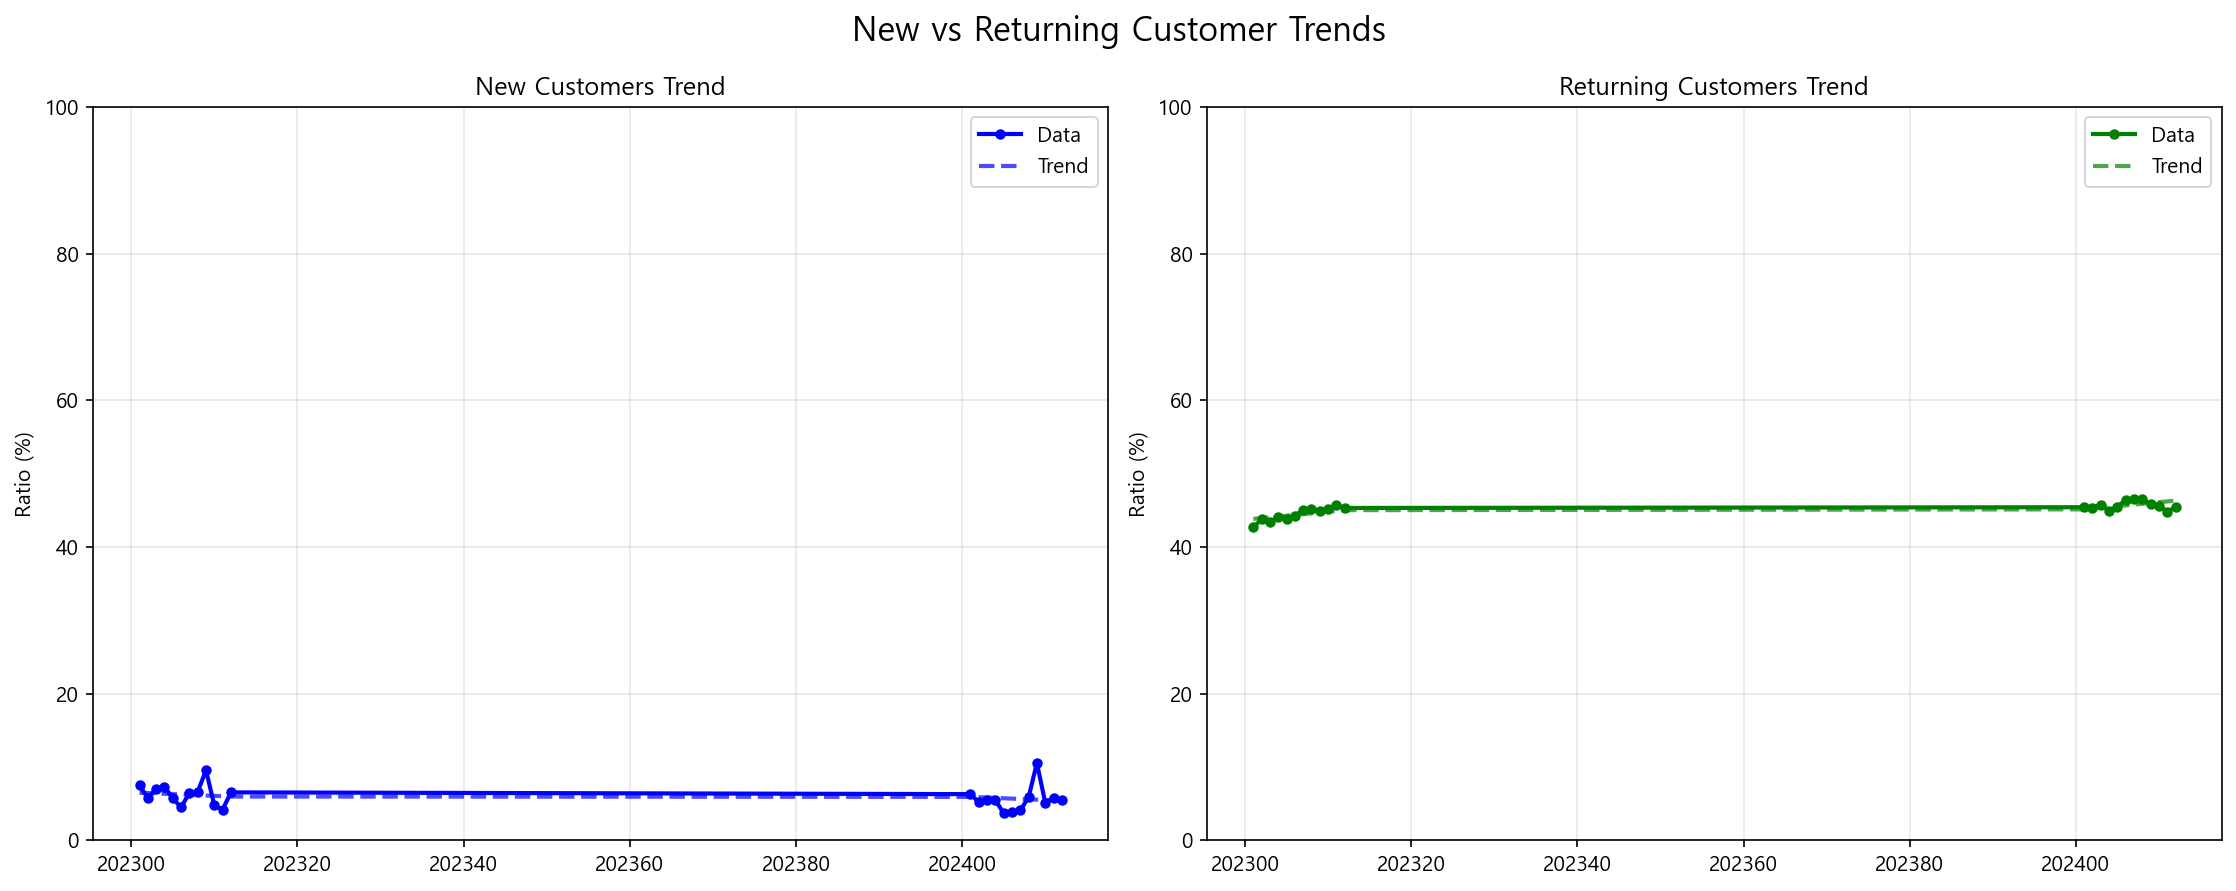 New vs Returning Customer Trends
New Customers Trend
100
80
60
40
20
0
Ratio (%)
202300 202320 202340 202360 202380 202400
Data
Trend
Returning Customers Trend
100
80
60
40
20
0
Ratio (%)
202300 202320 202340 202360 202380 202400
Data
Trend